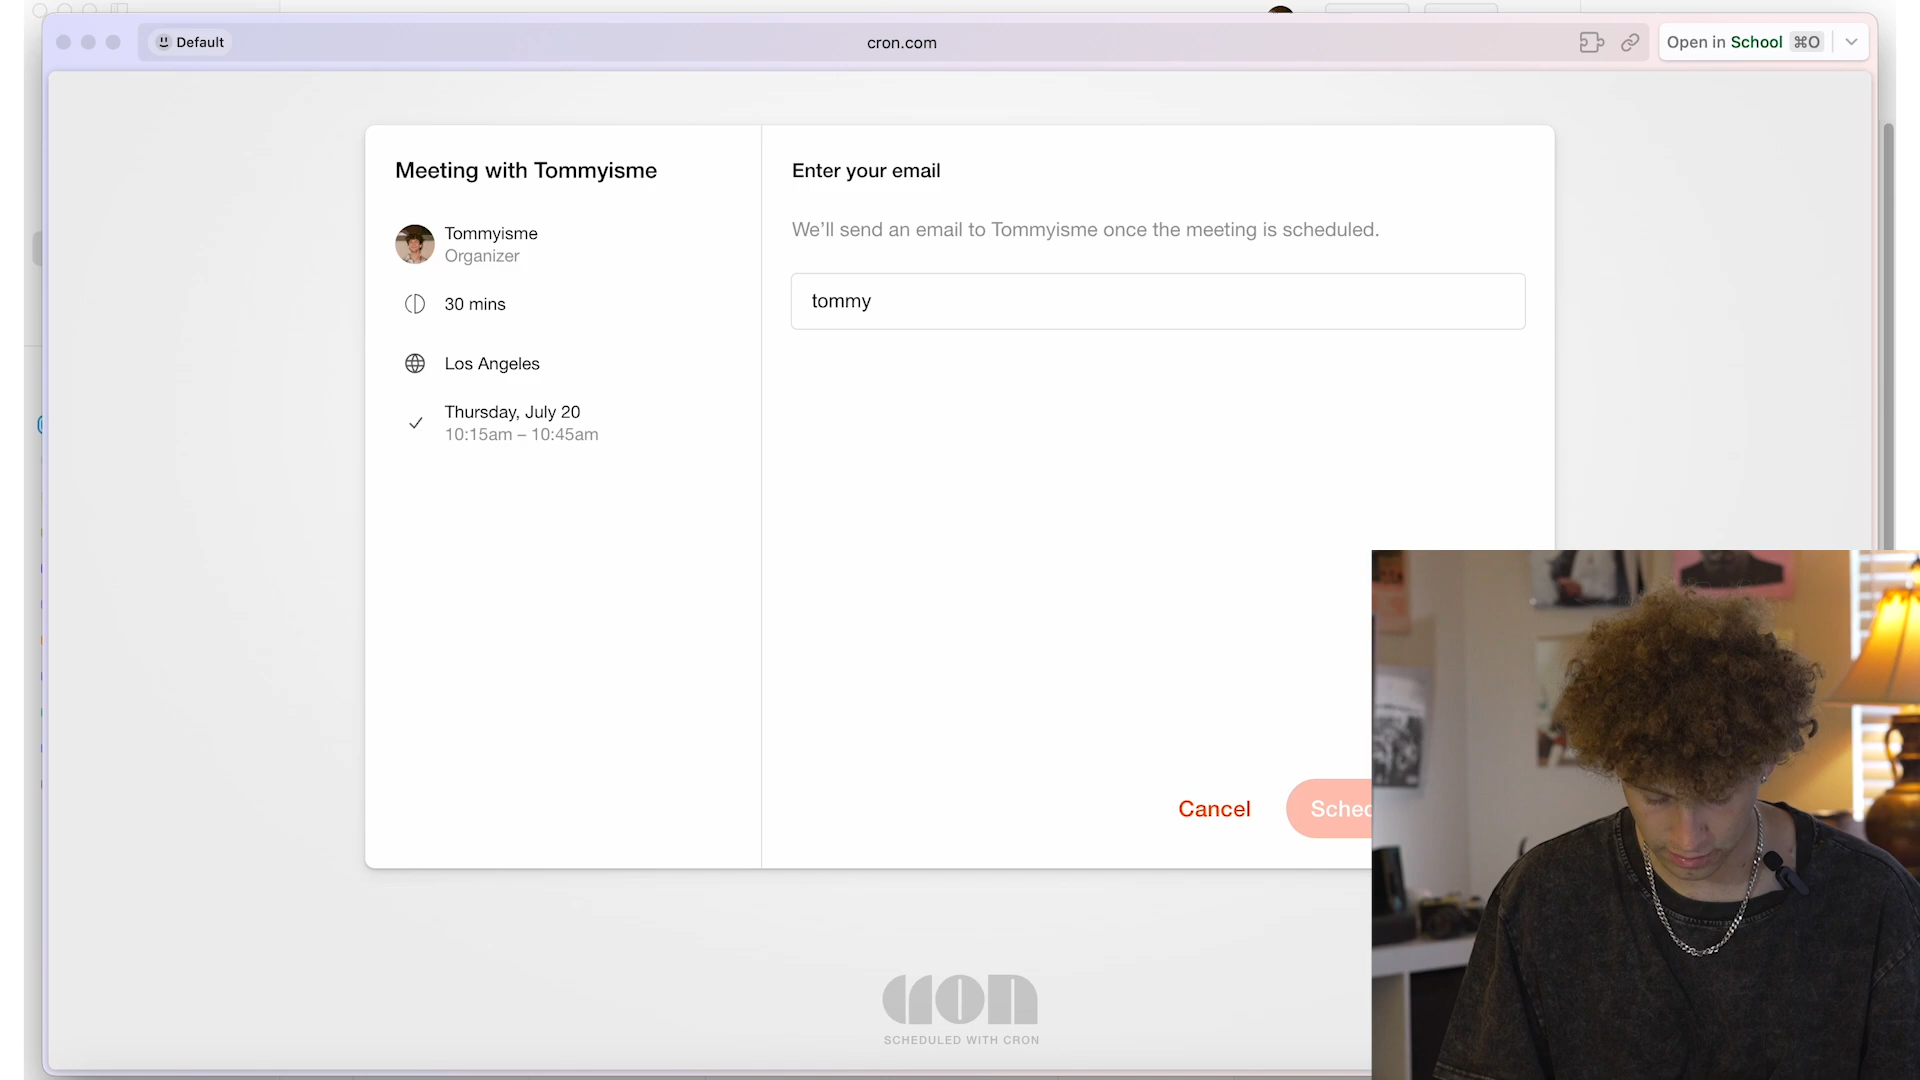 Default
cron.com
Open in School ⌘O
Meeting with Tommyisme
Tommyisme
Organizer
30 mins
Los Angeles
Thursday, July 20
10:15am – 10:45am
Enter your email
We’ll send an email to Tommyisme once the meeting is scheduled.
tommy
Cancel
Sched
cron
SCHEDULED WITH CRON